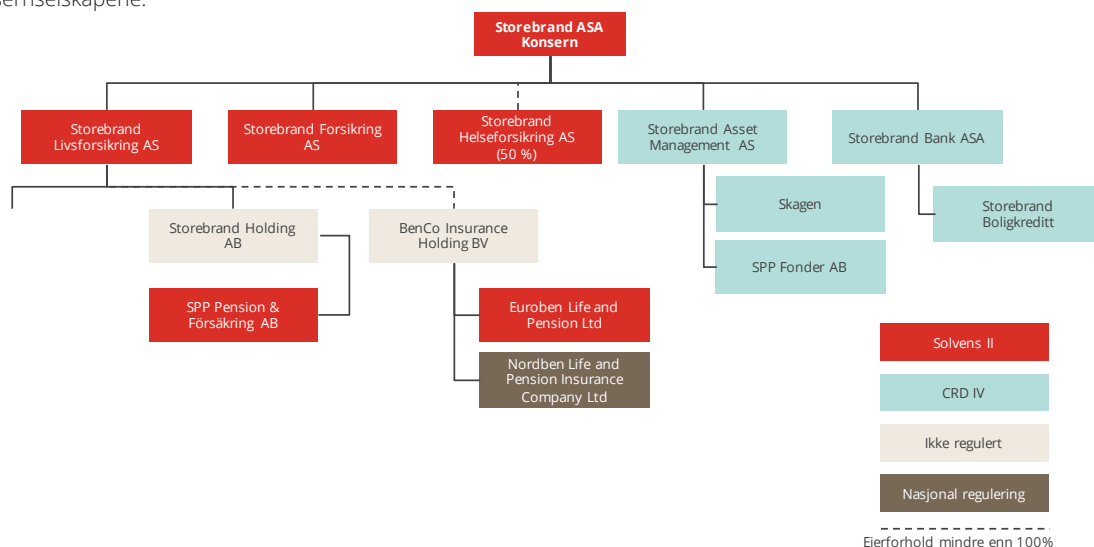 Storebrand ASA
Konsern
Storebrand
Livsforsikring AS
Storebrand Forsikring
AS
Storebrand
Helseforsikring AS
(50 %)
Storebrand Asset
Management AS
Storebrand Bank ASA
Skagen
Storebrand
Boligkreditt
Storebrand Holding
AB
BenCo Insurance
Holding BV
SPP Fonder AB
SPP Pension &
Försäkring AB
Euroben Life and
Pension Ltd
Nordben Life and
Pension Insurance
Company Ltd
Solvens II
CRD IV
Ikke regulert
Nasjonal regulering
Eierforhold mindre enn 100%